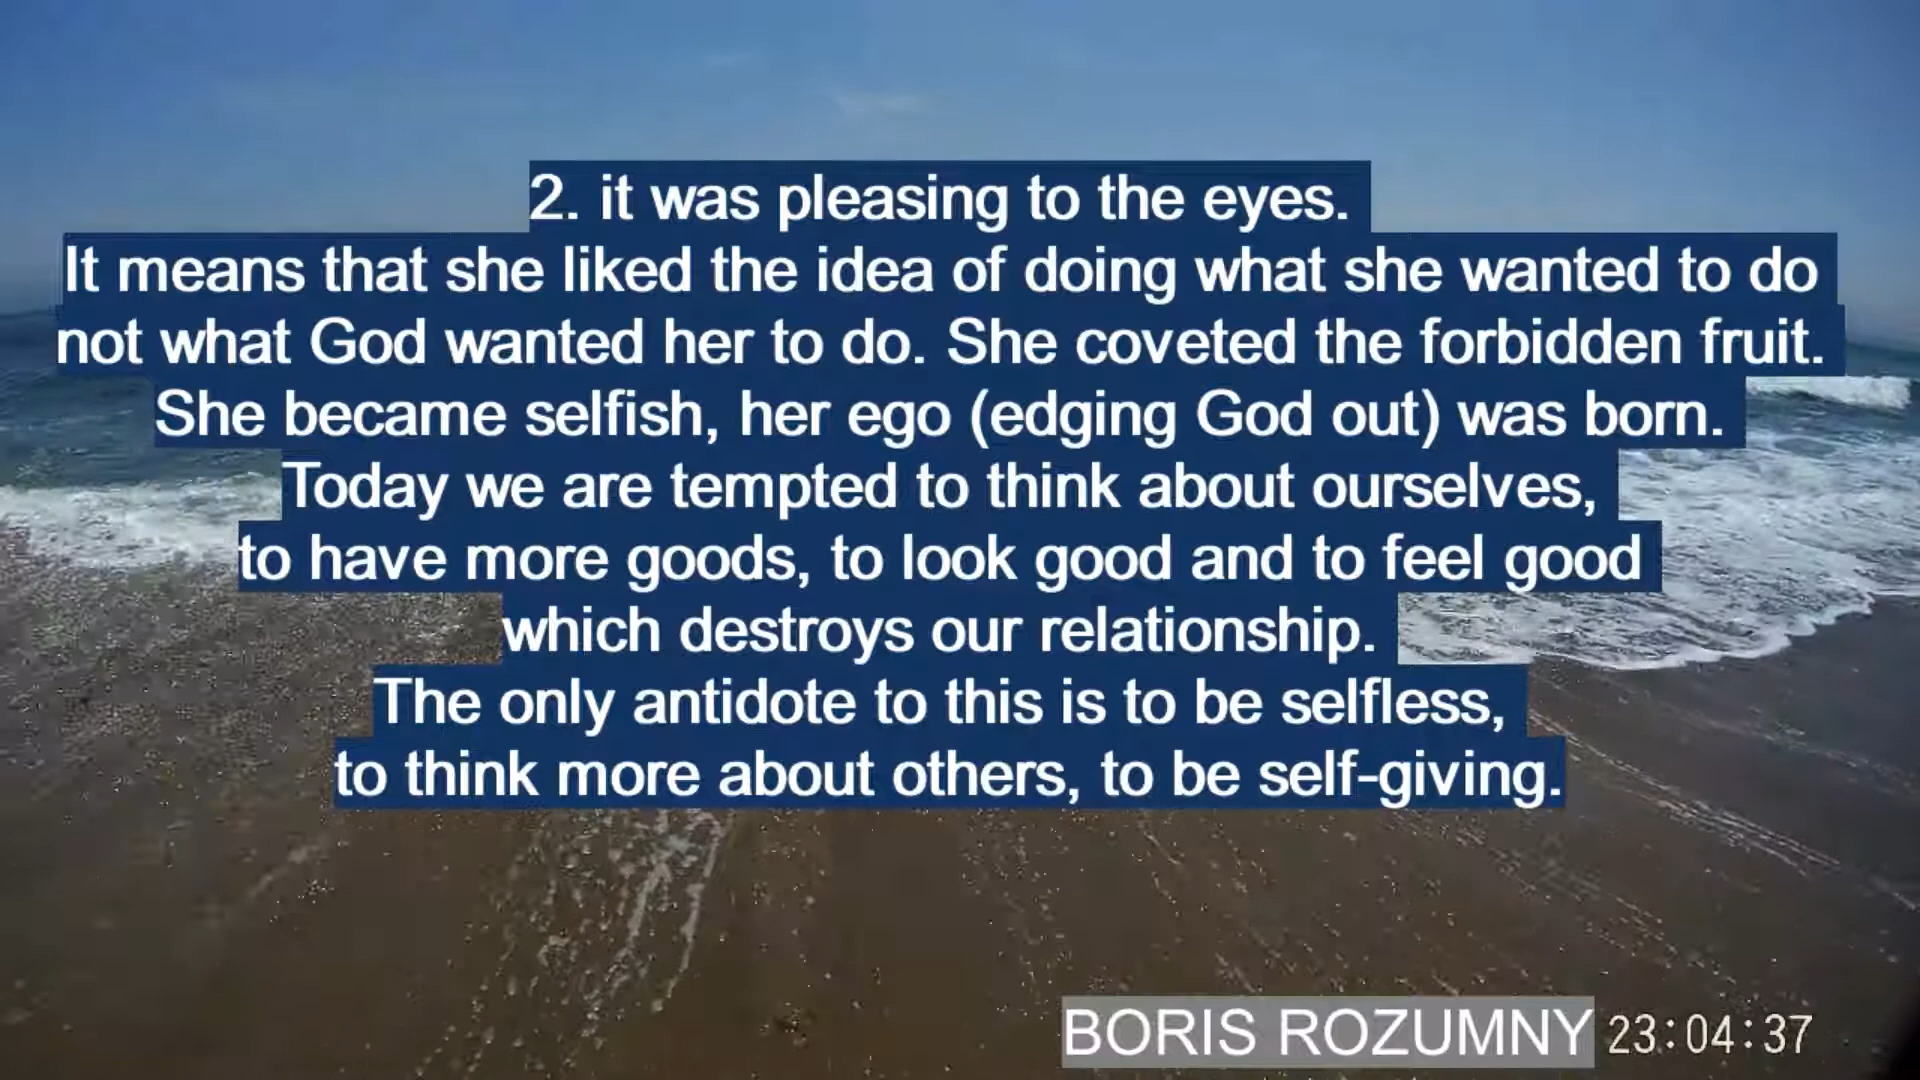 2. it was pleasing to the eyes.
It means that she liked the idea of doing what she wanted to do
not what God wanted her to do. She coveted the forbidden fruit.
She became selfish, her ego (edging God out) was born.
Today we are tempted to think about ourselves,
to have more goods, to look good and to feel good
which destroys our relationship.
The only antidote to this is to be selfless,
to think more about others, to be self-giving.
BORIS ROZUMNY 23:04:37